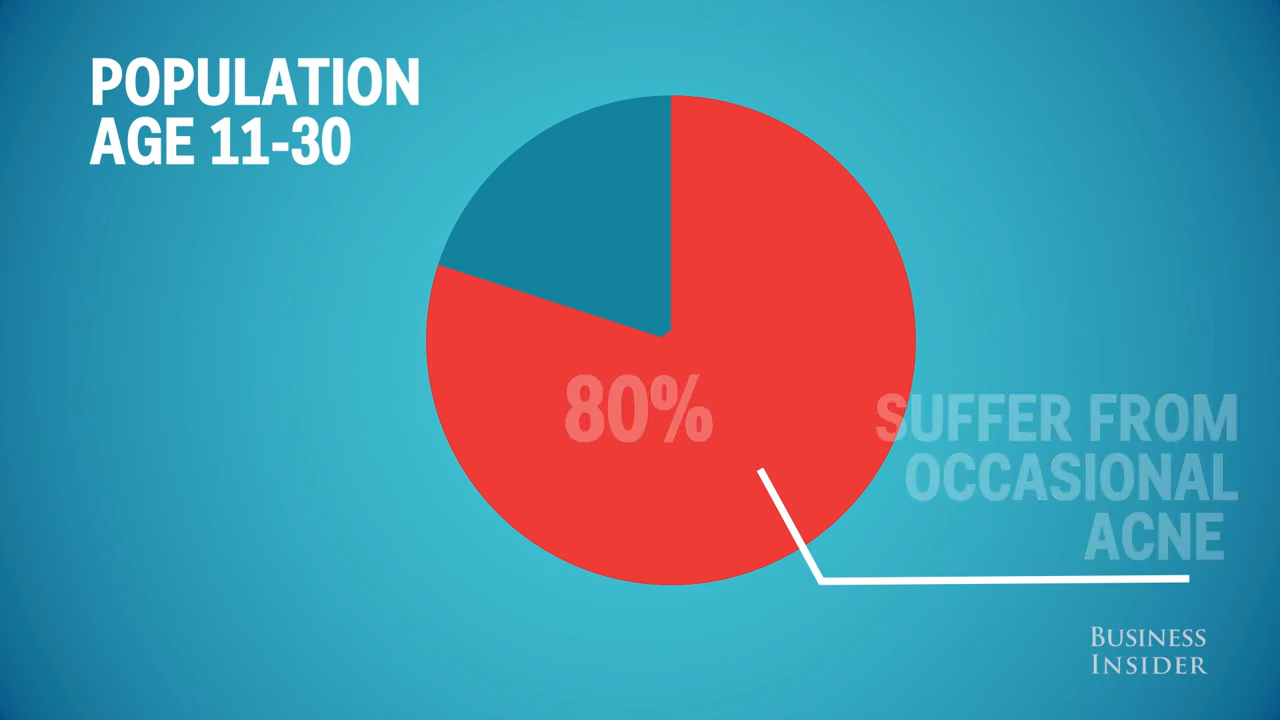 POPULATION
AGE 11-30
80%
SUFFER FROM
OCCASIONAL
ACNE
BUSINESS
INSIDER